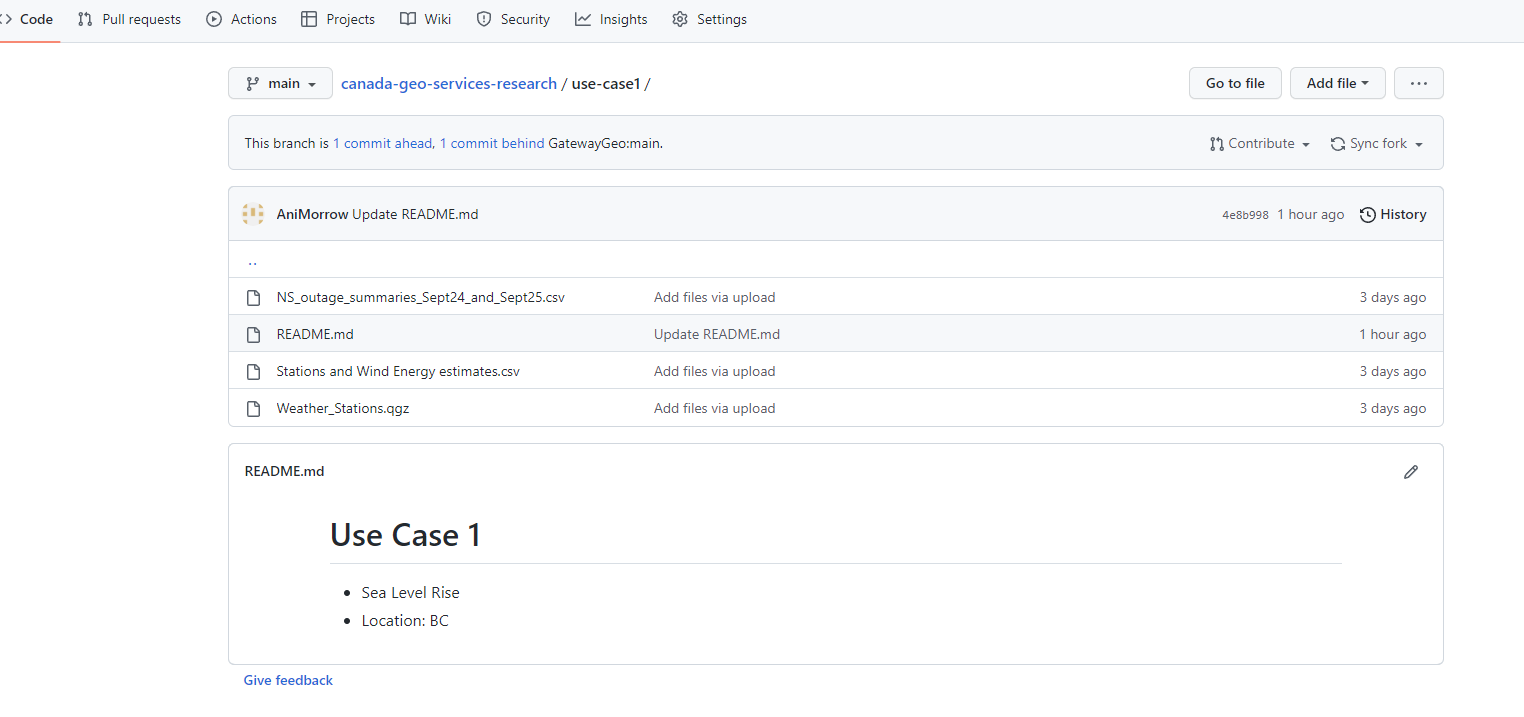 Code Pull requests Actions Projects Wiki Security Insights Settings
main canada-geo-services-research / use-case1 / Go to file Add file ...
This branch is 1 commit ahead, 1 commit behind GatewayGeo:main. Contribute Sync fork
AniMorrow Update README.md 4e8b998 1 hour ago History
..
NS_outage_summaries_Sept24_and_Sept25.csv Add files via upload 3 days ago
README.md Update README.md 1 hour ago
Stations and Wind Energy estimates.csv Add files via upload 3 days ago
Weather_Stations.qgz Add files via upload 3 days ago
README.md
Use Case 1
• Sea Level Rise
• Location: BC
Give feedback